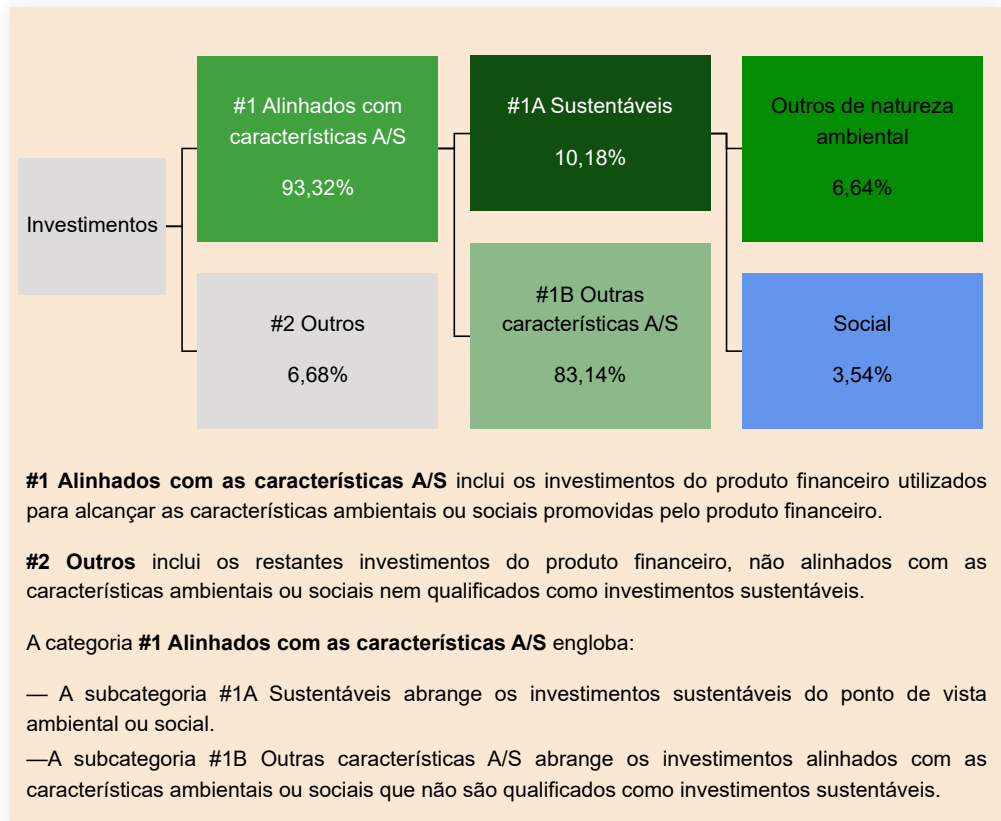 Investimentos
#1 Alinhados com
características A/S
93,32%
#2 Outros
6,68%
#1A Sustentáveis
10,18%
#1B Outras
características A/S
83,14%
Outros de natureza
ambiental
6,64%
Social
3,54%
#1 Alinhados com as características A/S inclui os investimentos do produto financeiro utilizados
para alcançar as características ambientais ou sociais promovidas pelo produto financeiro.
#2 Outros inclui os restantes investimentos do produto financeiro, não alinhados com as
características ambientais ou sociais nem qualificados como investimentos sustentáveis.
A categoria #1 Alinhados com as características A/S engloba:
— A subcategoria #1A Sustentáveis abrange os investimentos sustentáveis do ponto de vista
ambiental ou social.
—A subcategoria #1B Outras características A/S abrange os investimentos alinhados com as
características ambientais ou sociais que não são qualificados como investimentos sustentáveis.